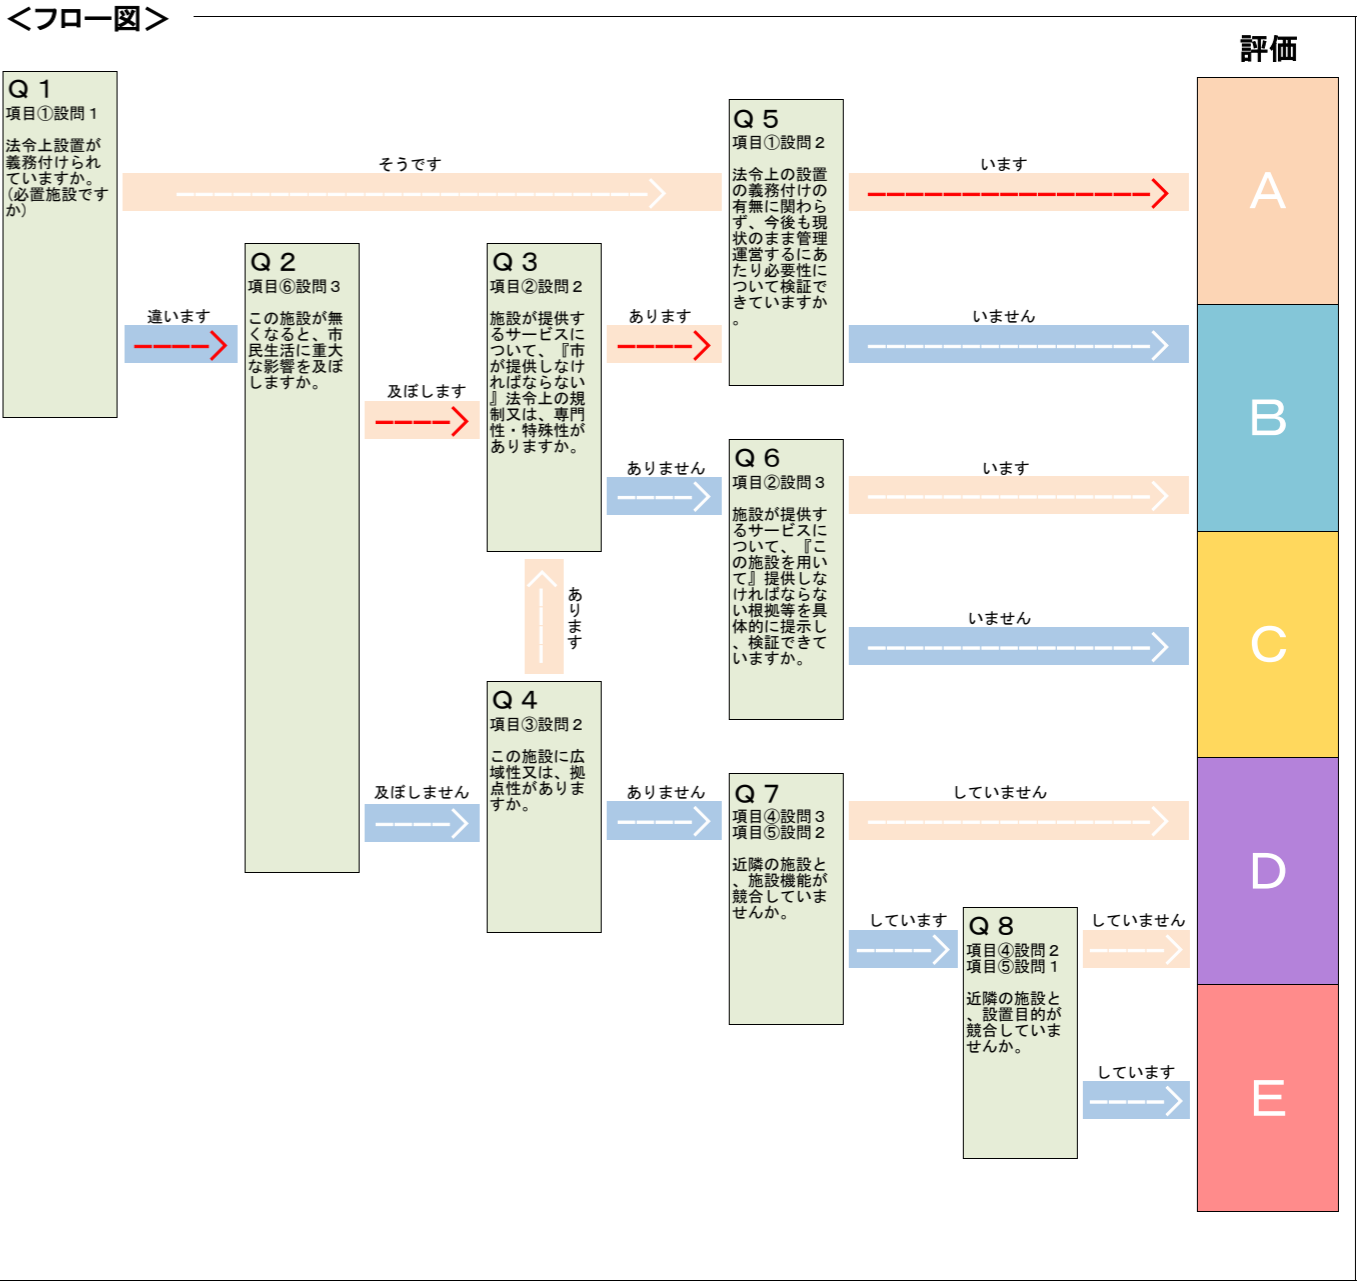 ＜フロー図＞
評価
Ｑ１
項目①設問１
法令上設置が
義務付けられ
ていますか。
（必置施設です
か）
そうです
違います
Ｑ２
項目⑥設問３
この施設が無
くなると、市
民生活に重大
な影響を及ぼ
しますか。
及ぼします
及ぼしません
Ｑ３
項目②設問２
施設が提供す
るサービスに
ついて、『市
が提供しなけ
ればならない
』法令上の規
制又は、専門
性・特殊性が
ありますか。
あります
ありません
あります
Ｑ４
項目③設問２
この施設に広
域性又は、拠
点性がありま
すか。
ありません
Ｑ５
項目①設問２
法令上の設置
の義務付けの
有無に関わら
ず、今後も現
状のまま管理
運営するにあ
たり必要性に
ついて検証で
きていますか
。
います
いません
Ｑ６
項目②設問３
施設が提供す
るサービスに
ついて、『こ
の施設を用い
て』提供しな
ければならな
い根拠等を具
体的に提示し
、検証できて
いますか。
います
いません
Ｑ７
項目④設問３
項目⑤設問２
近隣の施設と
、施設機能が
競合していま
せんか。
していません
しています
Ｑ８
項目④設問２
項目⑤設問１
近隣の施設と
、設置目的が
競合していま
せんか。
していません
しています
Ａ
Ｂ
Ｃ
Ｄ
Ｅ